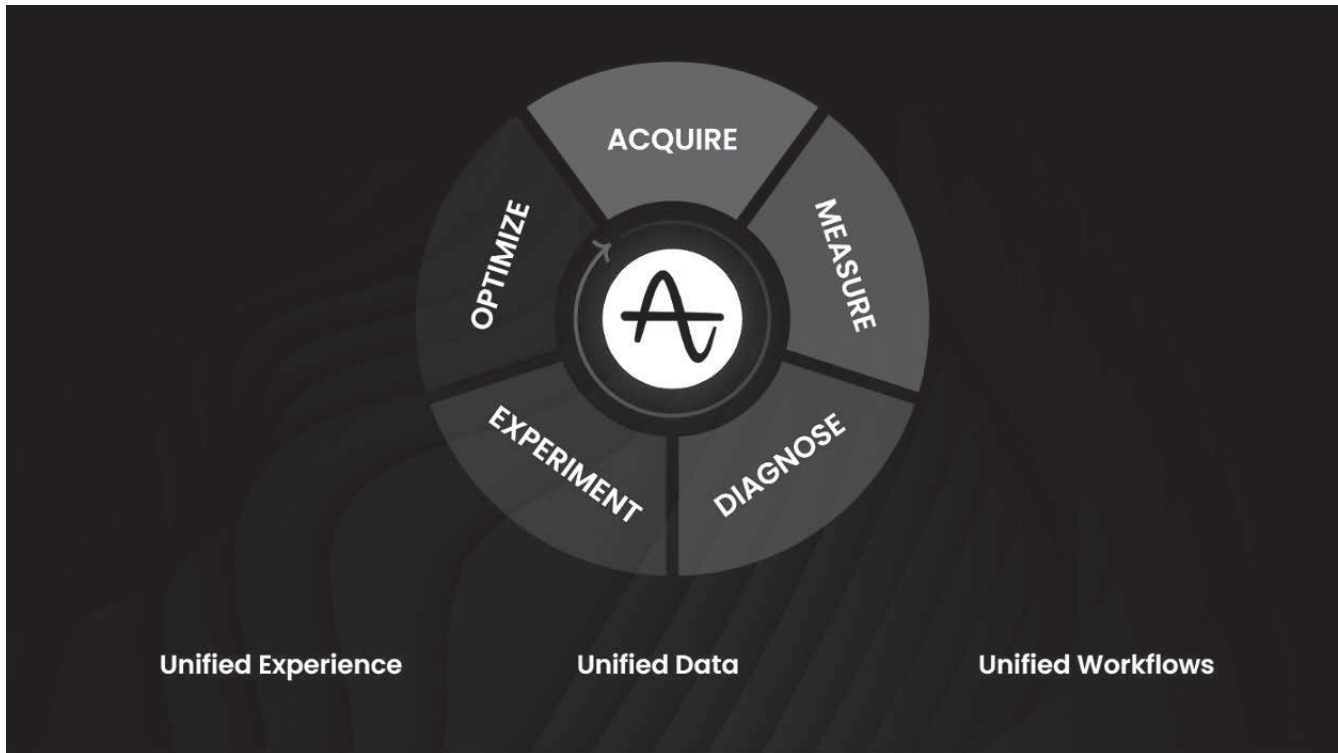 ACQUIRE
MEASURE
DIAGNOSE
EXPERIMENT
OPTIMIZE
Unified Experience
Unified Data
Unified Workflows